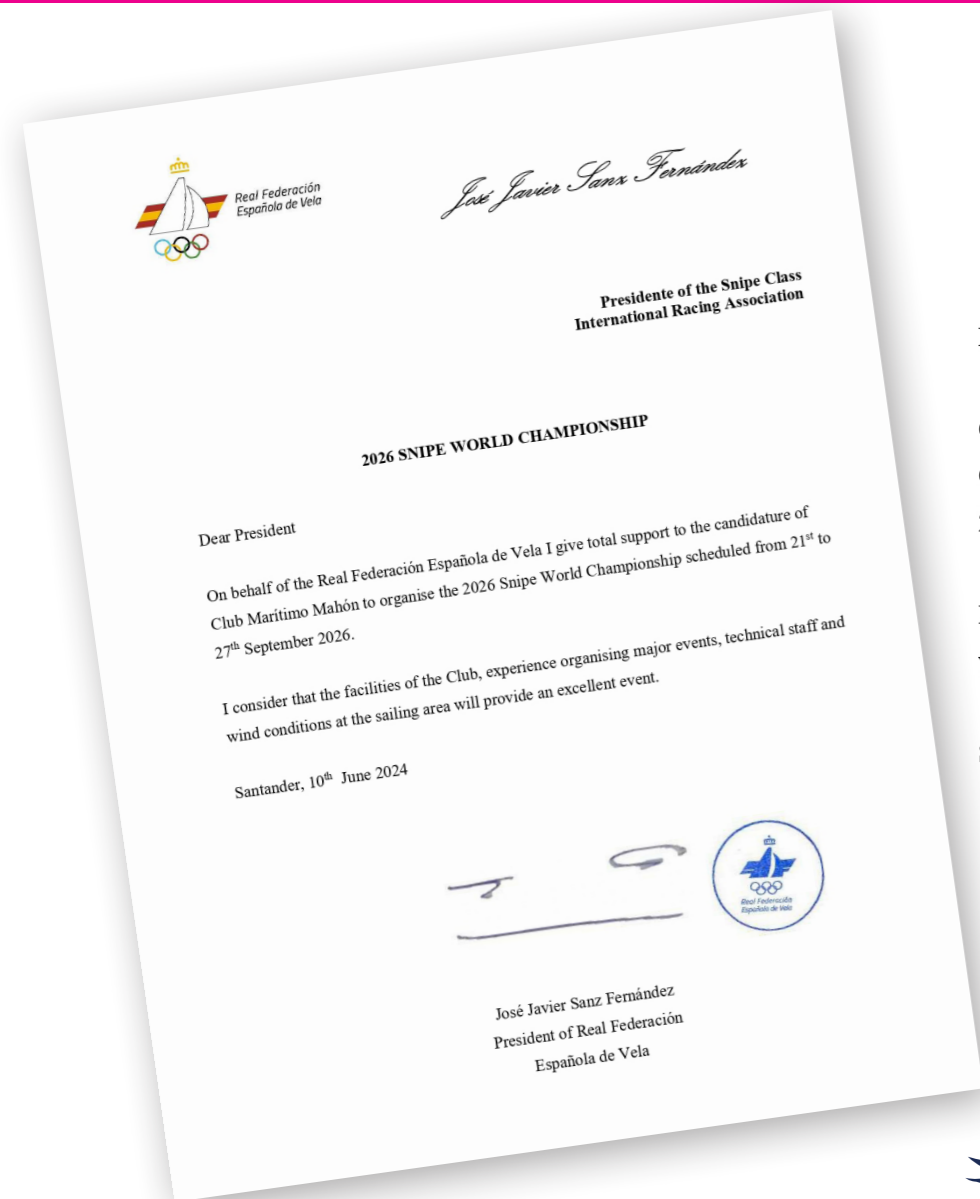 Real Federación
Española de Vela
José Javier Sanz Fernández
Presidente of the Snipe Class
International Racing Association
2026 SNIPE WORLD CHAMPIONSHIP
Dear President
On behalf of the Real Federación Española de Vela I give total support to the candidature of
Club Marítimo Mahón to organise the 2026 Snipe World Championship scheduled from 21st to
27th September 2026.
I consider that the facilities of the Club, experience organising major events, technical staff and
wind conditions at the sailing area will provide an excellent event.
Santander, 10th June 2024
Real Federación
Española de Vela
José Javier Sanz Fernández
President of Real Federación
Española de Vela